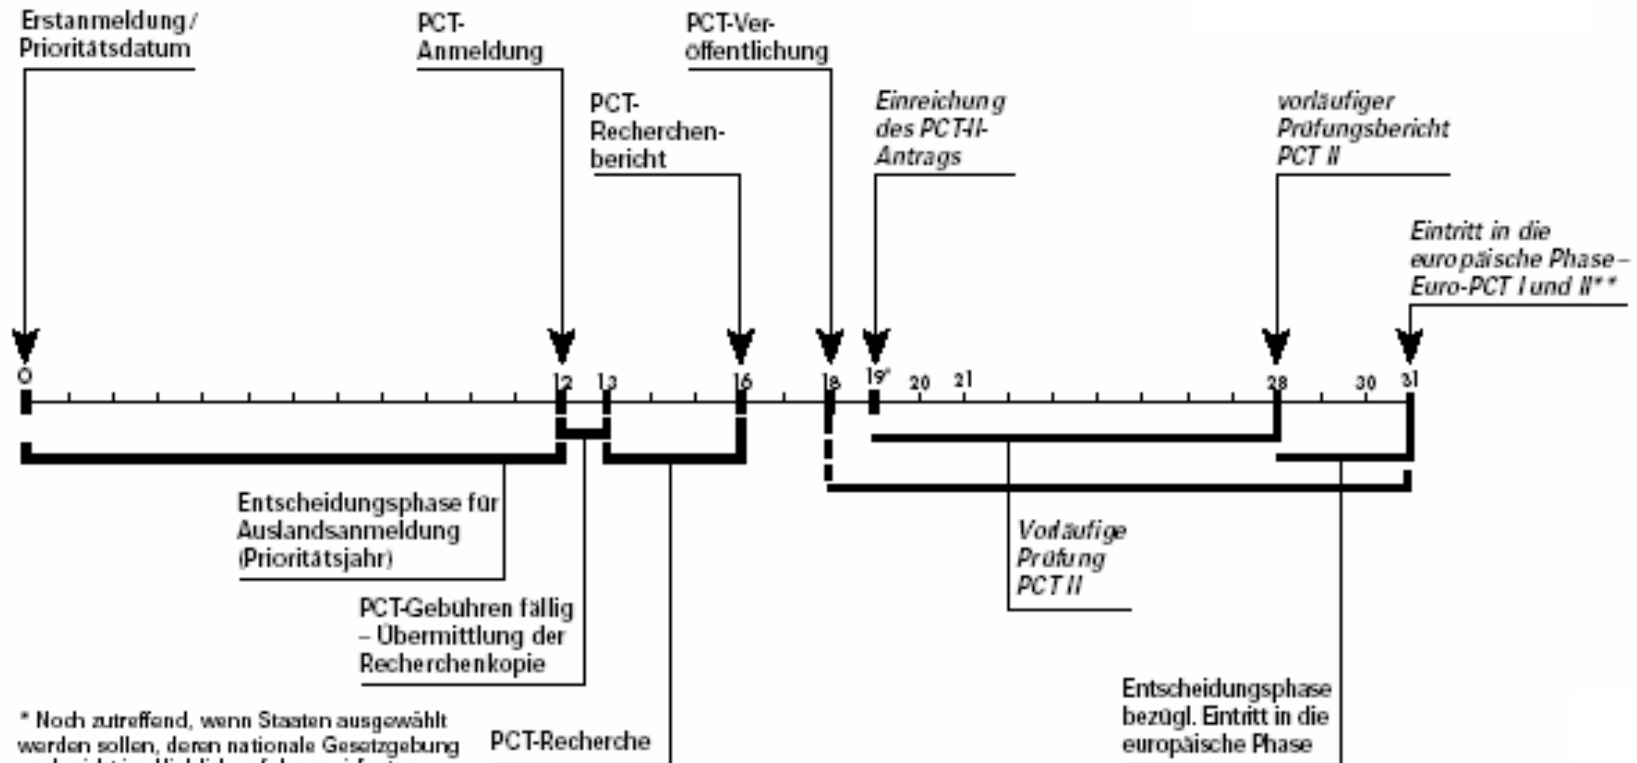 Erstanmeldung/
Prioritätsdatum
PCT-
Anmeldung
PCT-Ver-
öffentlichung
PCT-
Recherchen-
bericht
Einreichung
des PCT-II-
Antrags
vorläufiger
Prüfungsbericht
PCT II
Eintritt in die
europäische Phase –
Euro-PCT I und II**
0 12 13 16 18 19* 20 21 28 30 31
Entscheidungsphase für
Auslandsanmeldung
(Prioritätsjahr)
PCT-Gebühren fällig
– Übermittlung der
Recherchenkopie
Vorläufige
Prüfung
PCT II
* Noch zutreffend, wenn Staaten ausgewählt
werden sollen, deren nationale Gesetzgebung
PCT-Recherche
Entscheidungsphase
bezügl. Eintritt in die
europäische Phase